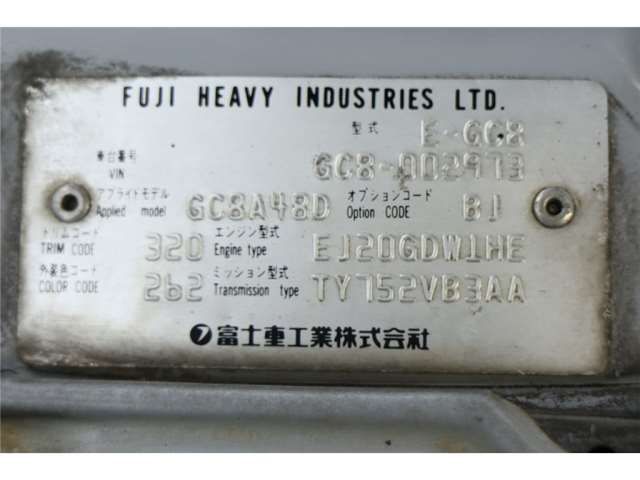 FUJI HEAVY INDUSTRIES LTD.
型式 E-GC8
車台番号 VIN GC8-002973
アプライドモデル Applied model GC8A48D オプションコード Option CODE B1
トリムコード TRIM CODE 320 エンジン型式 Engine type EJ20GDW1HE
外装色コード COLOR CODE 262 ミッション型式 Transmission type TY752VB3AA
富士重工業株式会社